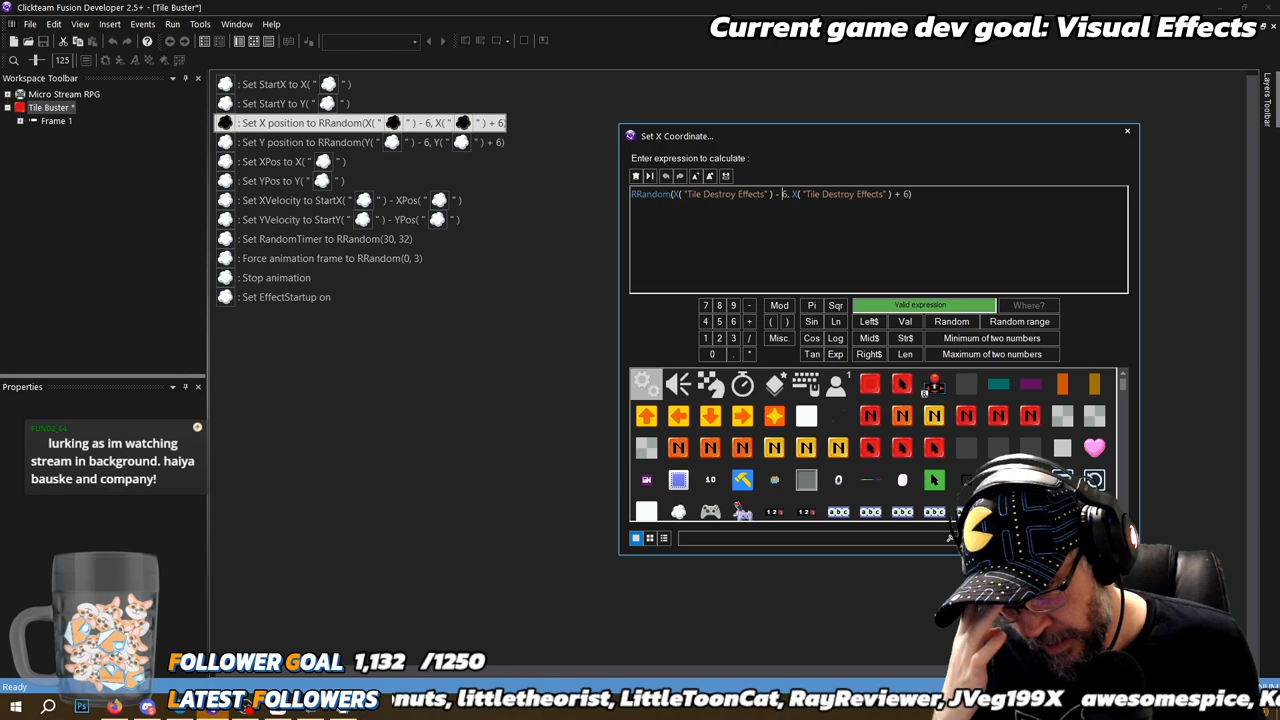 Clickteam Fusion Developer 2.5+ - [Tile Buster*]
Current game dev goal: Visual Effects
File Edit View Insert Events Run Tools Window Help
125
Workspace Toolbar
Micro Stream RPG
Tile Buster *
Frame 1
: Set StartX to X( " " )
: Set StartY to Y( " " )
: Set X position to RRandom(X( " " ) - 6, X( " " ) + 6)
: Set Y position to RRandom(Y( " " ) - 6, Y( " " ) + 6)
: Set XPos to X( " " )
: Set YPos to Y( " " )
: Set XVelocity to StartX( " " ) - XPos( " " )
: Set YVelocity to StartY( " " ) - YPos( " " )
: Set RandomTimer to RRandom(30, 32)
: Force animation frame to RRandom(0, 3)
: Stop animation
: Set EffectStartup on
Set X Coordinate...
Enter expression to calculate :
RRandom(X( "Tile Destroy Effects" ) - 6, X( "Tile Destroy Effects" ) + 6)
7 8 9 - Mod Pi Sqr Valid expression Where?
4 5 6 + ( ) Sin Ln Left$ Val Random Random range
1 2 3 / Misc. Cos Log Mid$ Str$ Minimum of two numbers
0 . * Tan Exp Right$ Len Maximum of two numbers
Layers Toolbar
Properties
FUNDZ_64
lurking as im watching
stream in background. haiya
bauske and company!
FOLLOWER GOAL 1,132 /1250
Ready
LATEST FOLLOWERS onuts, littletheorist, LittleToonCat, RayReviewer, JVeg199X awesomespice, K